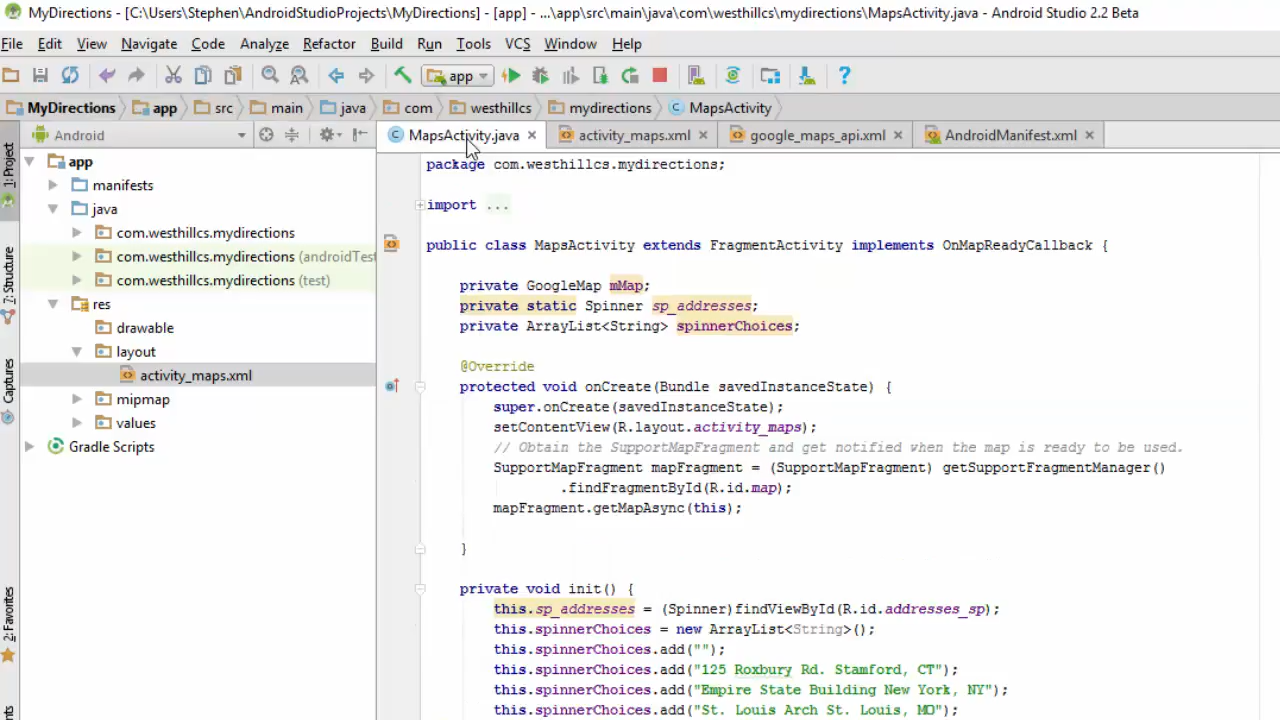 MyDirections - [C:\Users\Stephen\AndroidStudioProjects\MyDirections] - [app] - ...\app\src\main\java\com\westhillcs\mydirections\MapsActivity.java - Android Studio 2.2 Beta
File Edit View Navigate Code Analyze Refactor Build Run Tools VCS Window Help
app
MyDirections app src main java com westhillcs mydirections MapsActivity
Android
MapsActivity.java activity_maps.xml google_maps_api.xml AndroidManifest.xml
1: Project
7: Structure
Captures
2: Favorites
app
manifests
java
com.westhillcs.mydirections
com.westhillcs.mydirections (androidTest
com.westhillcs.mydirections (test)
res
drawable
layout
activity_maps.xml
mipmap
values
Gradle Scripts
package com.westhillcs.mydirections;
import ...
public class MapsActivity extends FragmentActivity implements OnMapReadyCallback {
private GoogleMap mMap;
private static Spinner sp_addresses;
private ArrayList<String> spinnerChoices;
@Override
protected void onCreate(Bundle savedInstanceState) {
super.onCreate(savedInstanceState);
setContentView(R.layout.activity_maps);
// Obtain the SupportMapFragment and get notified when the map is ready to be used.
SupportMapFragment mapFragment = (SupportMapFragment) getSupportFragmentManager()
.findFragmentById(R.id.map);
mapFragment.getMapAsync(this);
}
private void init() {
this.sp_addresses = (Spinner)findViewById(R.id.addresses_sp);
this.spinnerChoices = new ArrayList<String>();
this.spinnerChoices.add("");
this.spinnerChoices.add("125 Roxbury Rd. Stamford, CT");
this.spinnerChoices.add("Empire State Building New York, NY");
this.spinnerChoices.add("St. Louis Arch St. Louis, MO");